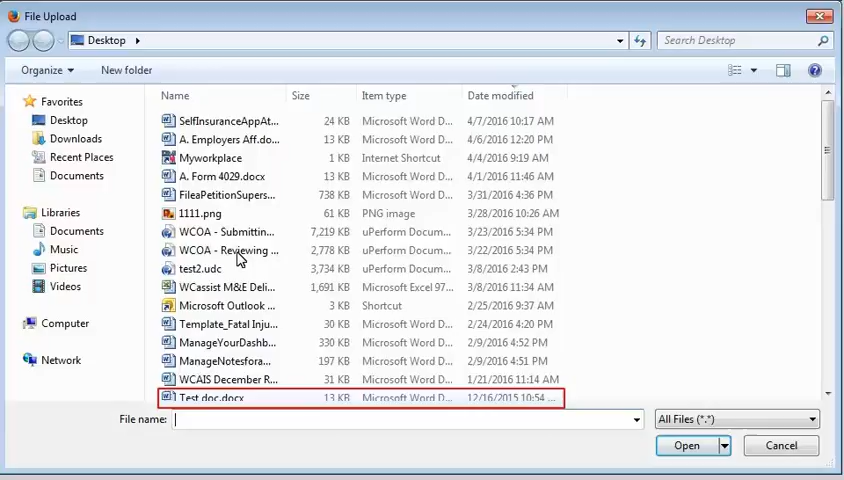 File Upload
Desktop
Search Desktop
Organize
New folder
Name Size Item type Date modified
Favorites
Desktop
Downloads
Recent Places
Documents
Libraries
Documents
Music
Pictures
Videos
Computer
Network
SelfInsuranceAppAt... 24 KB Microsoft Word D... 4/7/2016 10:17 AM
A. Employers Aff.do... 13 KB Microsoft Word D... 4/6/2016 12:20 PM
Myworkplace 1 KB Internet Shortcut 4/4/2016 9:19 AM
A. Form 4029.docx 13 KB Microsoft Word D... 4/1/2016 11:46 AM
FileaPetitionSupers... 738 KB Microsoft Word D... 3/31/2016 4:36 PM
1111.png 61 KB PNG image 3/28/2016 10:26 AM
WCOA - Submittin... 7,219 KB uPerform Docum... 3/23/2016 5:34 PM
WCOA - Reviewing ... 2,778 KB uPerform Docum... 3/22/2016 5:34 PM
test2.udc 3,734 KB uPerform Docum... 3/8/2016 2:43 PM
WCassist M&E Deli... 1,691 KB Microsoft Excel 97... 3/8/2016 11:34 AM
Microsoft Outlook ... 3 KB Shortcut 2/25/2016 9:37 AM
Template_Fatal Inju... 30 KB Microsoft Word D... 2/24/2016 4:20 PM
ManageYourDashb... 330 KB Microsoft Word D... 2/9/2016 4:52 PM
ManageNotesfora... 197 KB Microsoft Word D... 2/9/2016 4:51 PM
WCAIS December R... 31 KB Microsoft Word D... 1/21/2016 11:14 AM
Test doc.docx 13 KB Microsoft Word D... 12/16/2015 10:54 ...
File name:
All Files (*.*)
Open
Cancel